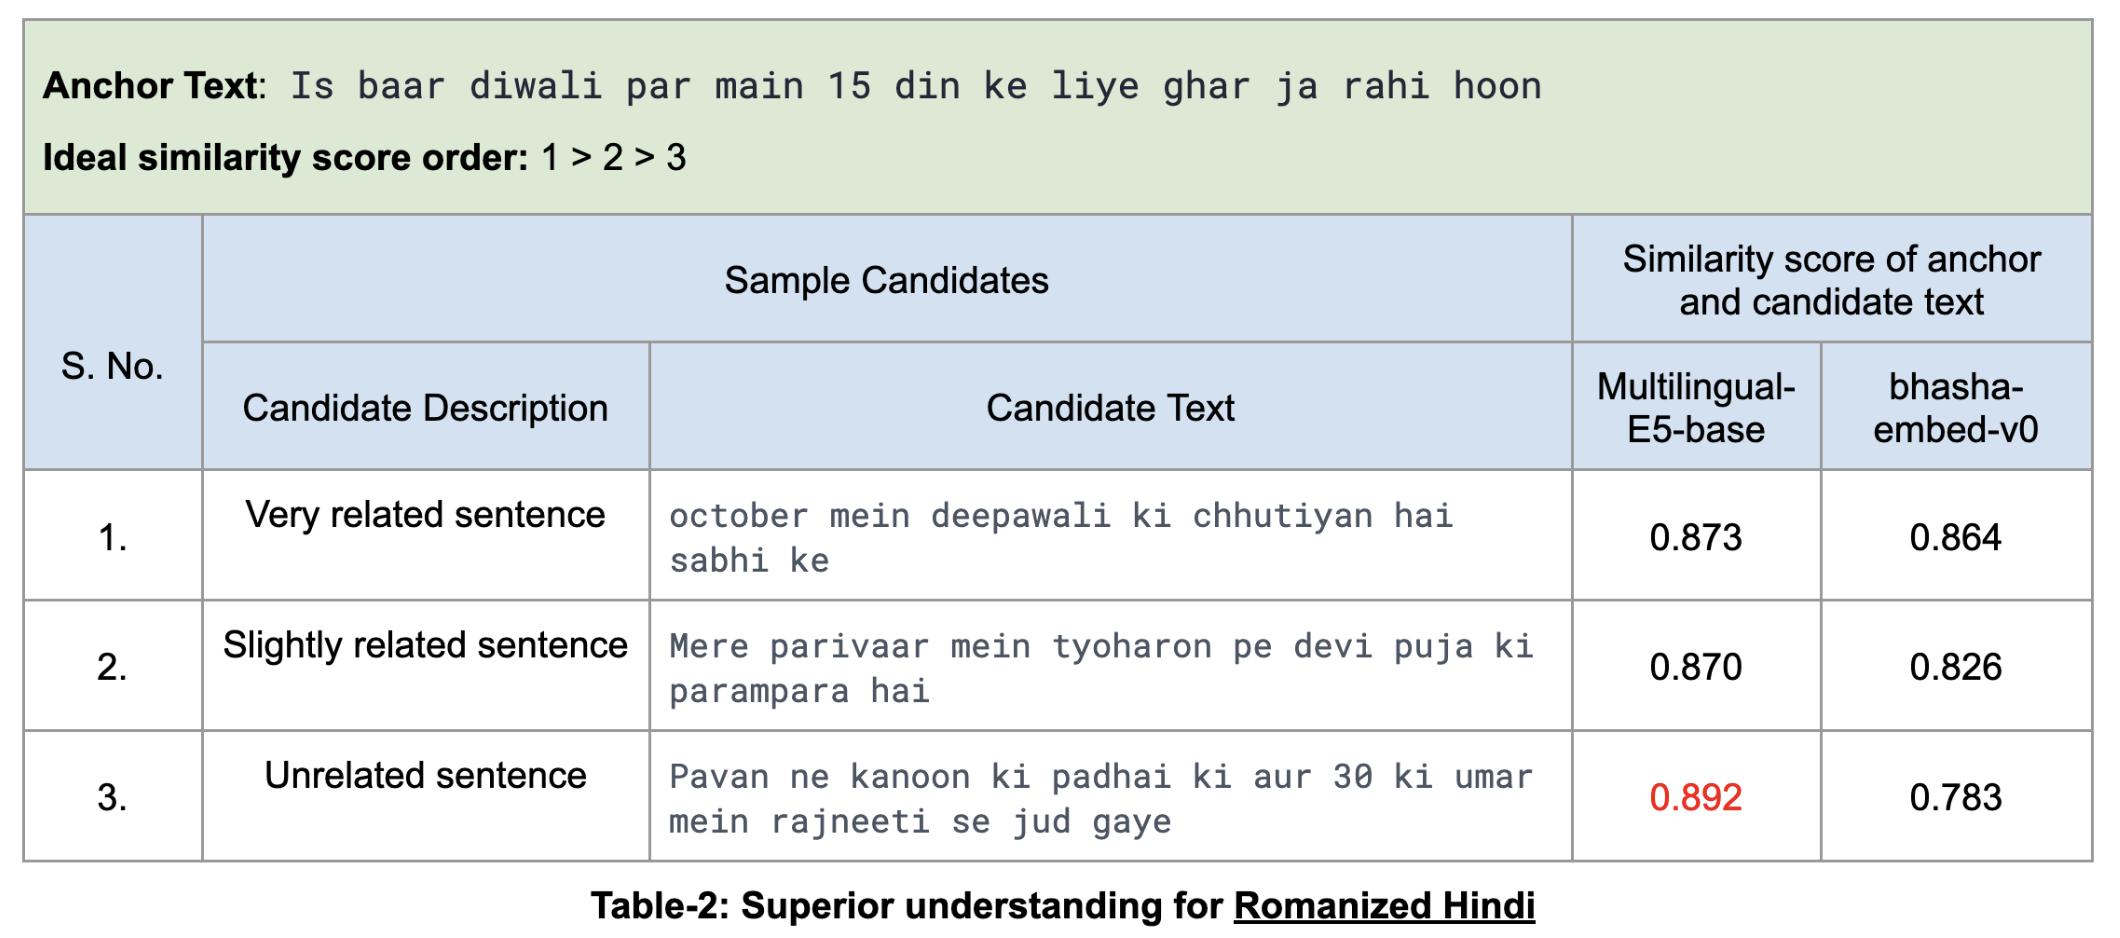 Anchor Text: Is baar diwali par main 15 din ke liye ghar ja rahi hoon
Ideal similarity score order: 1 > 2 > 3
S. No.
Sample Candidates
Similarity score of anchor
and candidate text
Candidate Description
Candidate Text
Multilingual-
E5-base
bhasha-
embed-v0
1.
Very related sentence
october mein deepawali ki chhutiyan hai
sabhi ke
0.873
0.864
2.
Slightly related sentence
Mere parivaar mein tyoharon pe devi puja ki
parampara hai
0.870
0.826
3.
Unrelated sentence
Pavan ne kanoon ki padhai ki aur 30 ki umar
mein rajneeti se jud gaye
0.892
0.783
Table-2: Superior understanding for Romanized Hindi